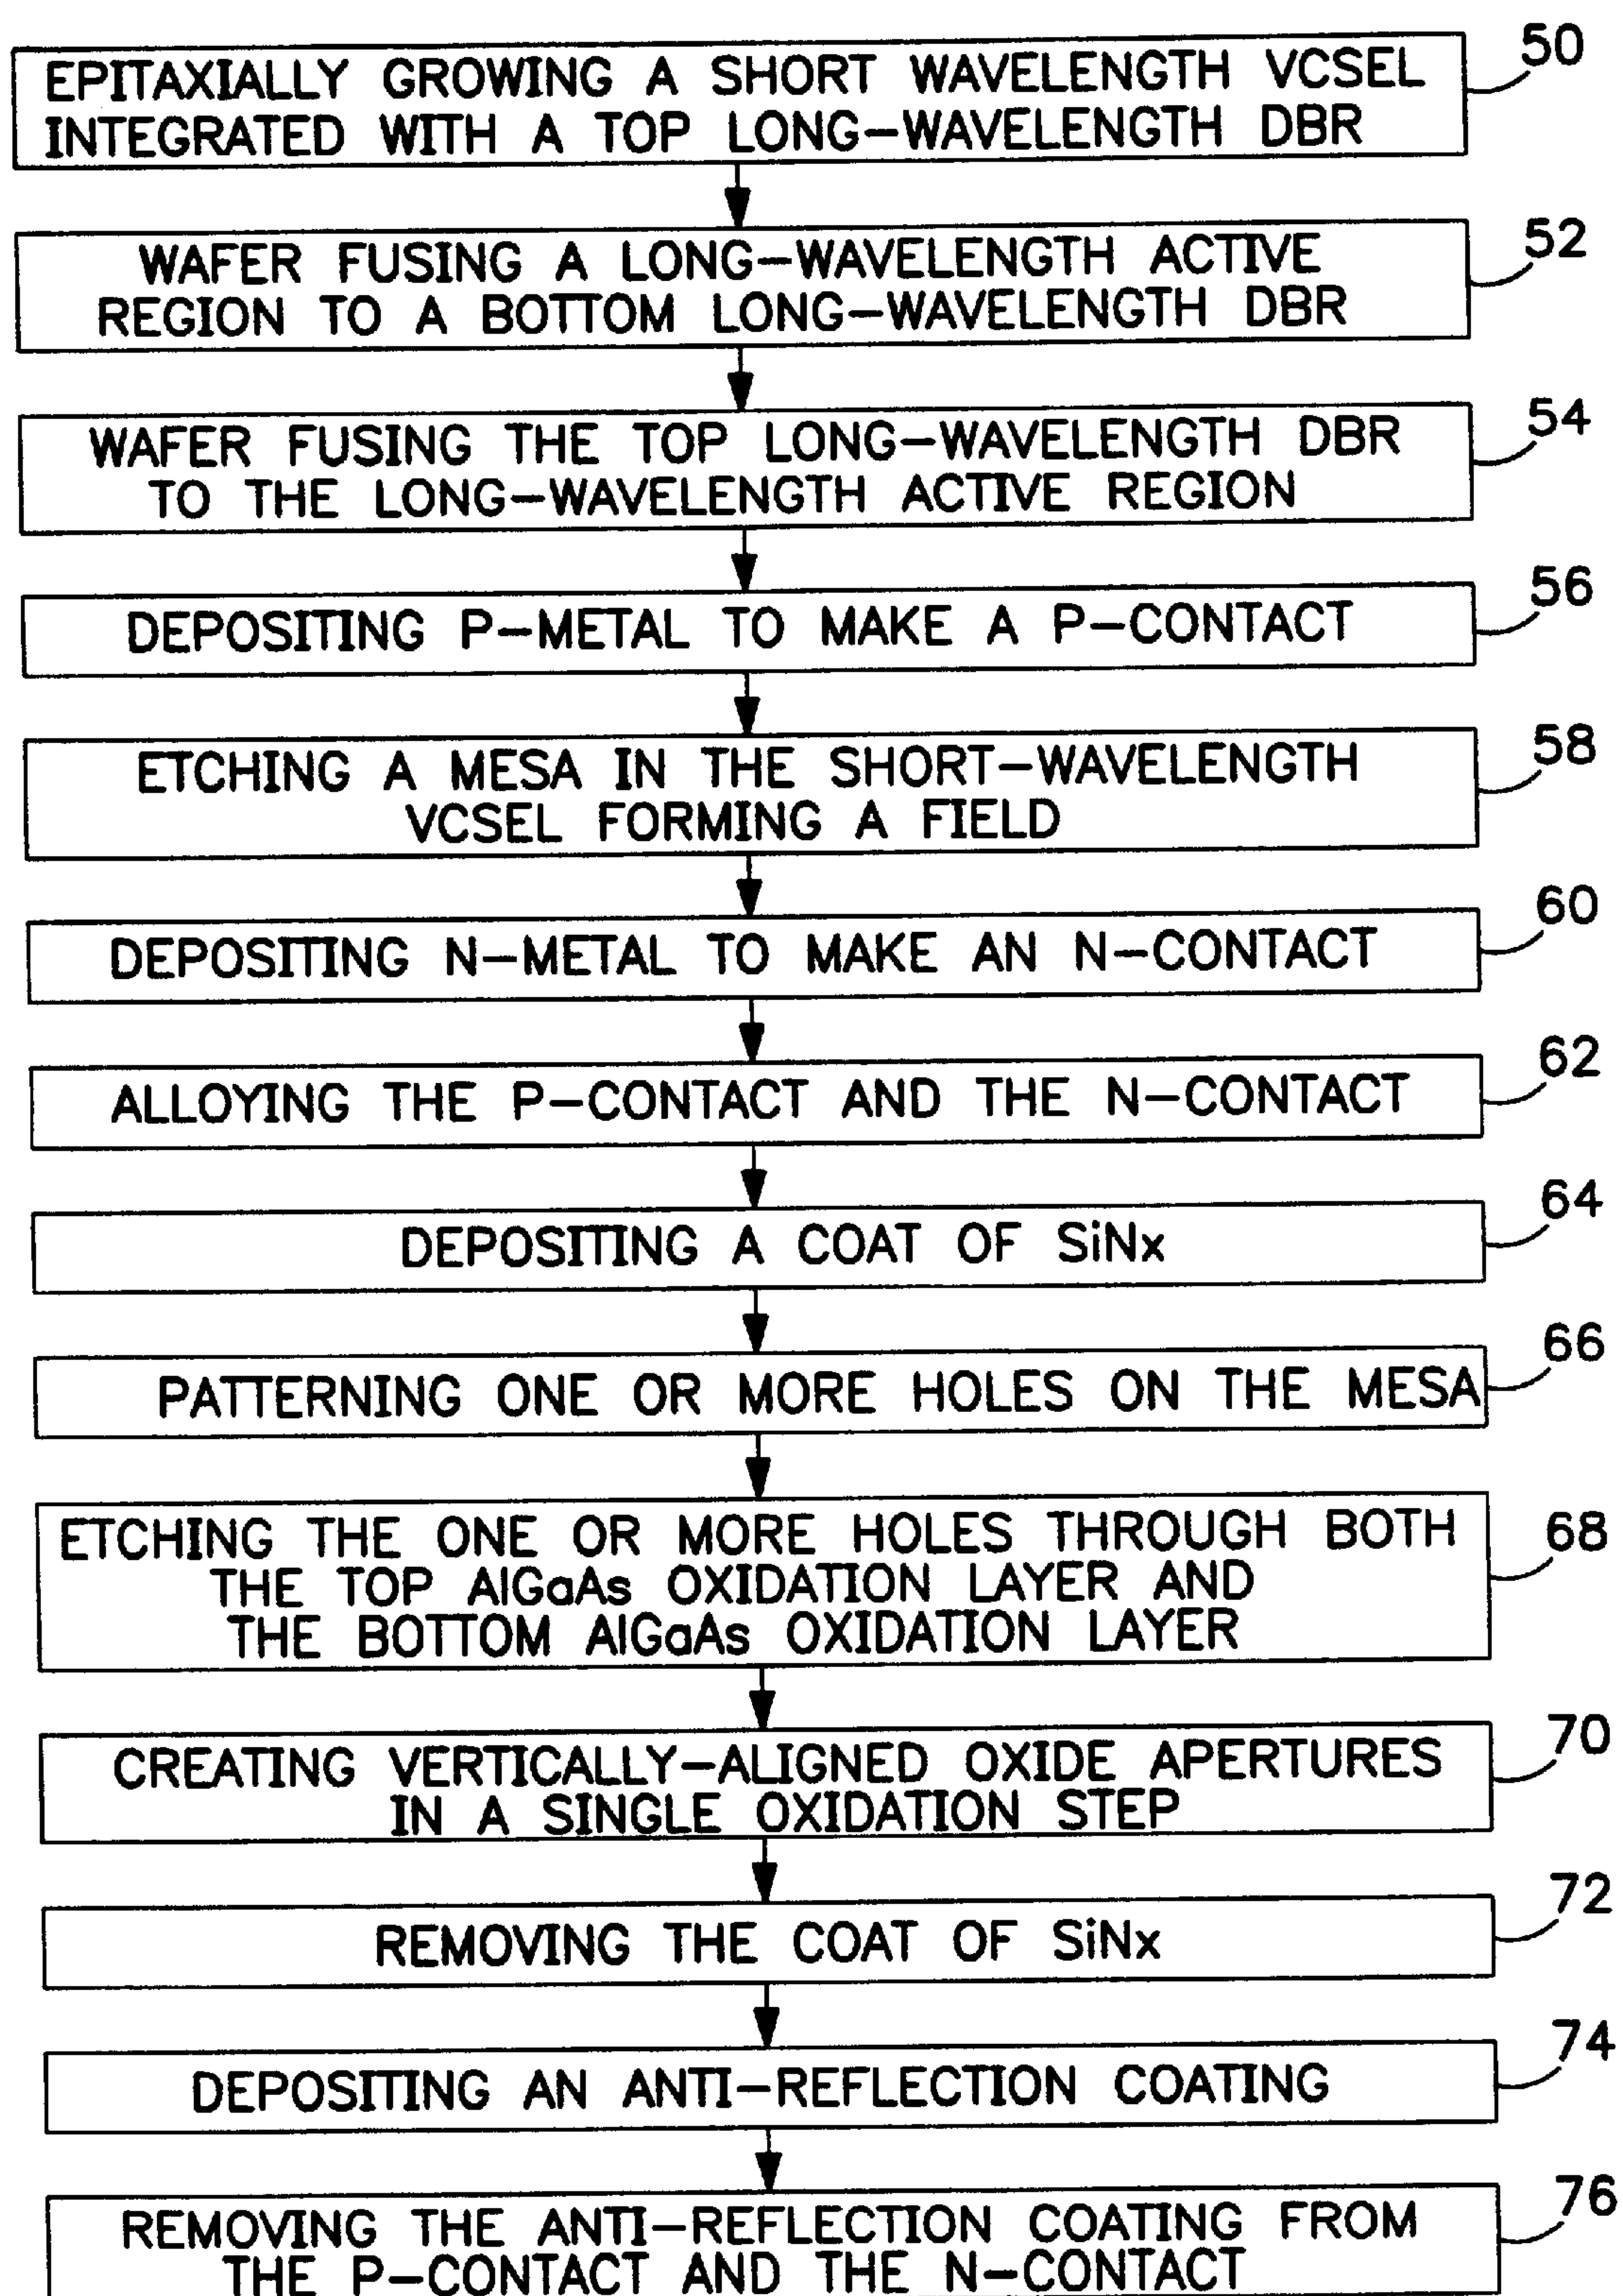 50
EPITAXIALLY GROWING A SHORT WAVELENGTH VCSEL
INTEGRATED WITH A TOP LONG-WAVELENGTH DBR
52
WAFER FUSING A LONG-WAVELENGTH ACTIVE
REGION TO A BOTTOM LONG-WAVELENGTH DBR
54
WAFER FUSING THE TOP LONG-WAVELENGTH DBR
TO THE LONG-WAVELENGTH ACTIVE REGION
56
DEPOSITING P-METAL TO MAKE A P-CONTACT
58
ETCHING A MESA IN THE SHORT-WAVELENGTH
VCSEL FORMING A FIELD
60
DEPOSITING N-METAL TO MAKE AN N-CONTACT
62
ALLOYING THE P-CONTACT AND THE N-CONTACT
64
DEPOSITING A COAT OF SiNx
66
PATTERNING ONE OR MORE HOLES ON THE MESA
68
ETCHING THE ONE OR MORE HOLES THROUGH BOTH
THE TOP AlGaAs OXIDATION LAYER AND
THE BOTTOM AlGaAs OXIDATION LAYER
70
CREATING VERTICALLY-ALIGNED OXIDE APERTURES
IN A SINGLE OXIDATION STEP
72
REMOVING THE COAT OF SiNx
74
DEPOSITING AN ANTI-REFLECTION COATING
76
REMOVING THE ANTI-REFLECTION COATING FROM
THE P-CONTACT AND THE N-CONTACT